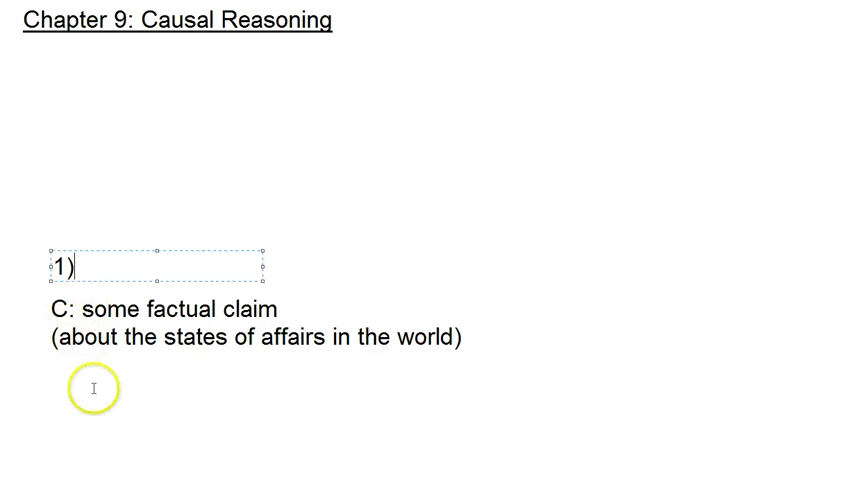 Chapter 9: Causal Reasoning
1)
C: some factual claim
(about the states of affairs in the world)